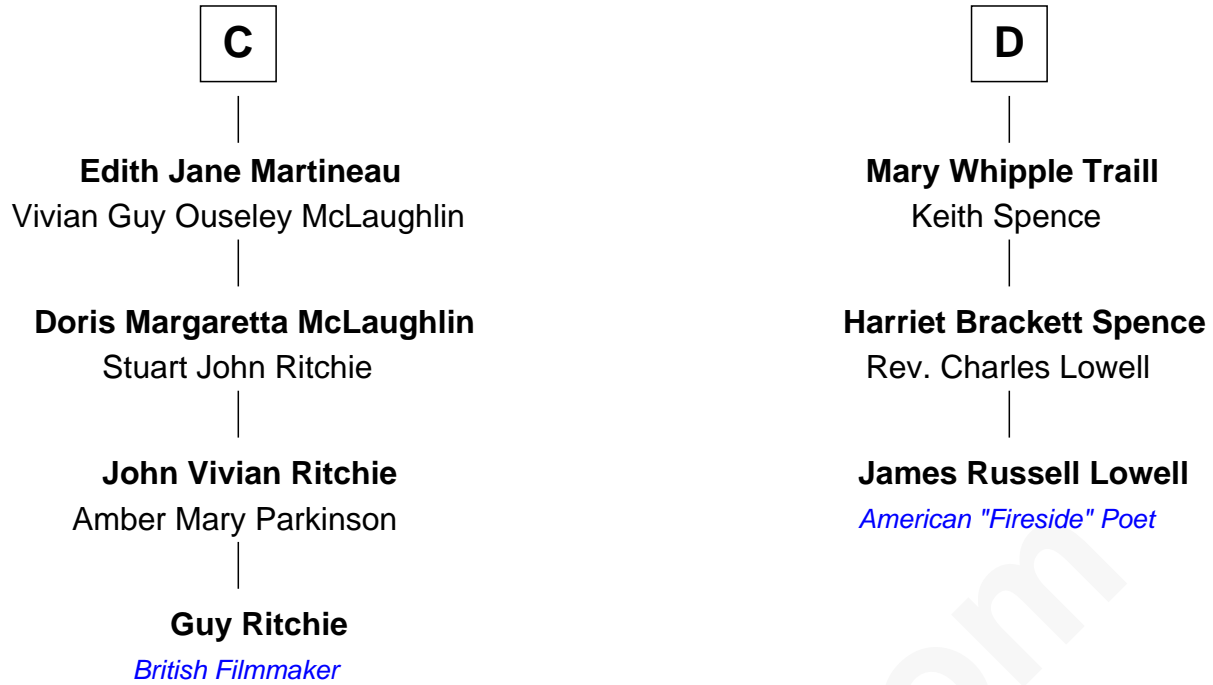 C
Edith Jane Martineau
Vivian Guy Ouseley McLaughlin
Doris Margaretta McLaughlin
Stuart John Ritchie
John Vivian Ritchie
Amber Mary Parkinson
Guy Ritchie
British Filmmaker
D
Mary Whipple Traill
Keith Spence
Harriet Brackett Spence
Rev. Charles Lowell
James Russell Lowell
American "Fireside" Poet
om